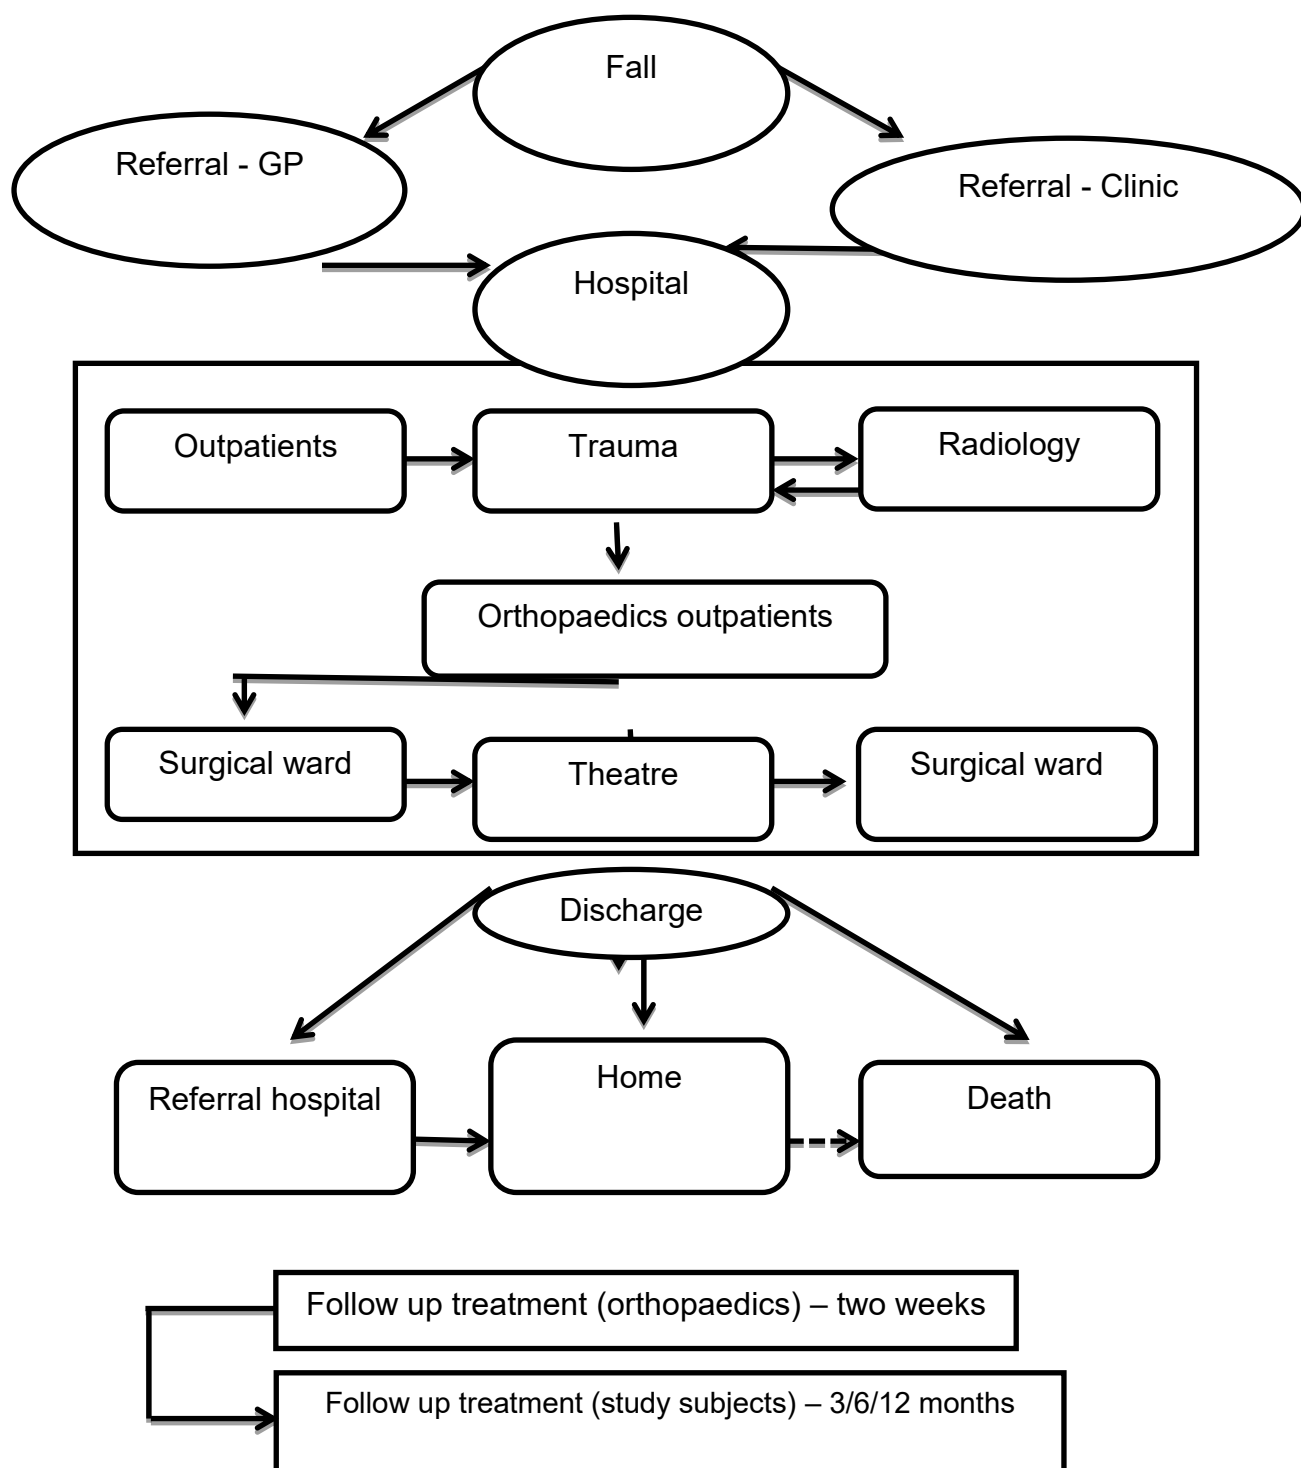 Fall
Referral - GP
Referral - Clinic
Hospital
Outpatients
Trauma
Radiology
Orthopaedics outpatients
Surgical ward
Theatre
Surgical ward
Discharge
Referral hospital
Home
Death
Follow up treatment (orthopaedics) – two weeks
Follow up treatment (study subjects) – 3/6/12 months